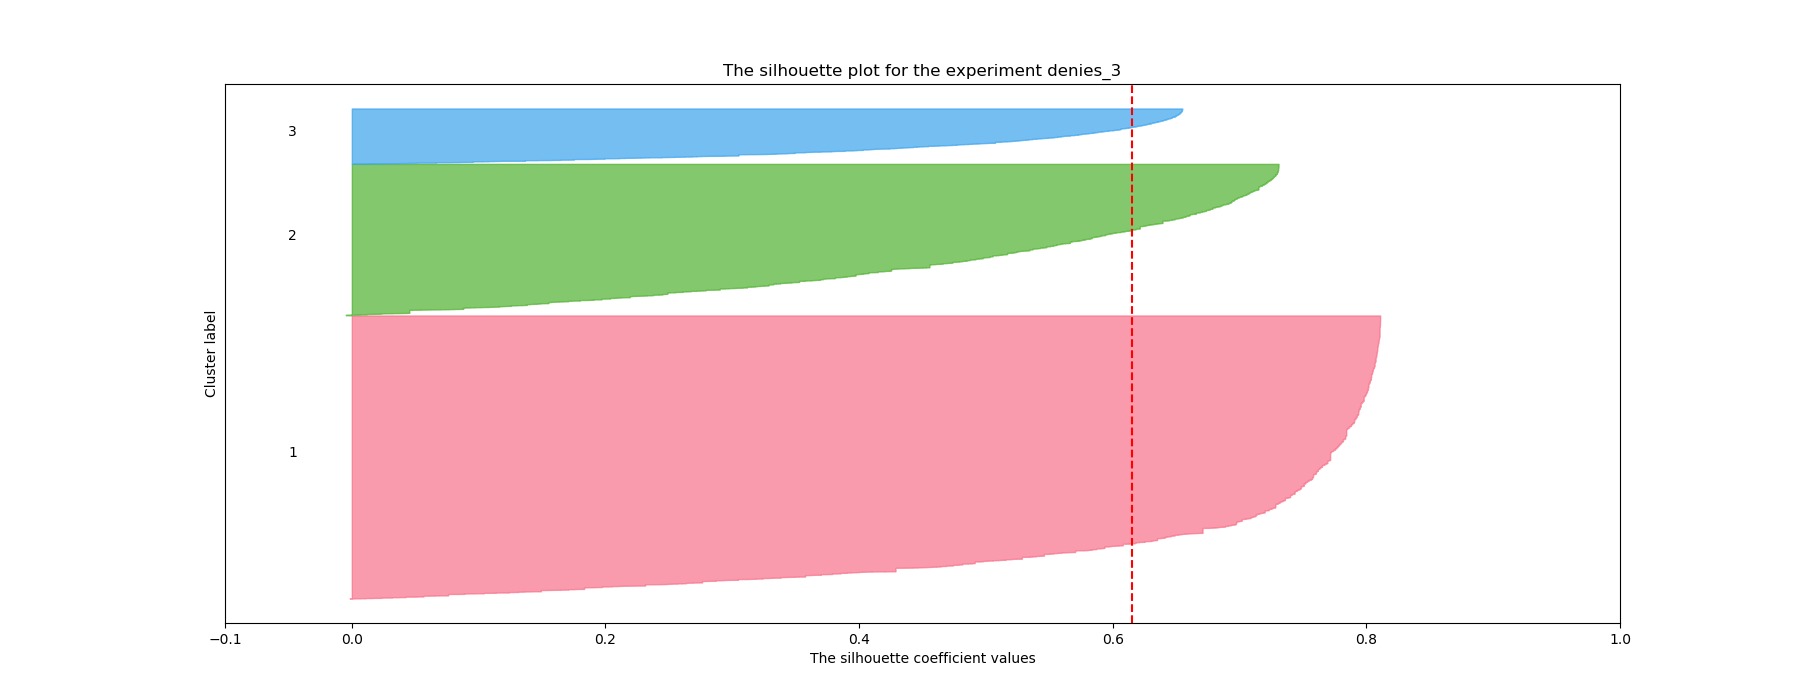 The silhouette plot for the experiment denies_3
3
2
1
Cluster label
−0.1 0.0 0.2 0.4 0.6 0.8 1.0
The silhouette coefficient values